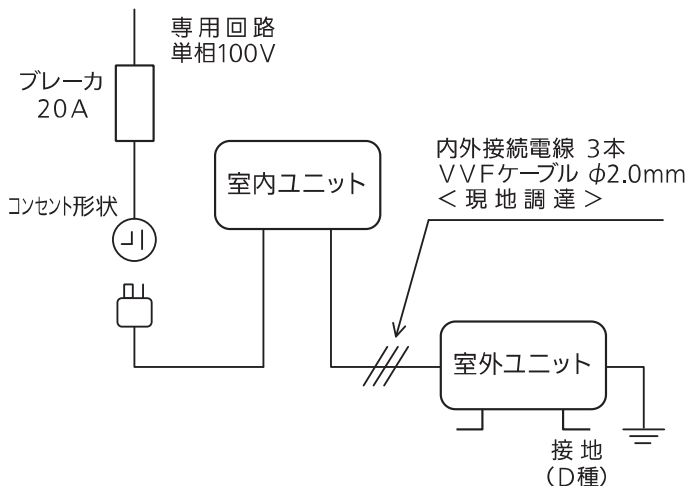 専用回路
単相100V
ブレーカ
20A
コンセント形状
室内ユニット
内外接続電線 3本
VVFケーブル φ2.0mm
<現地調達>
室外ユニット
接地
(D種)